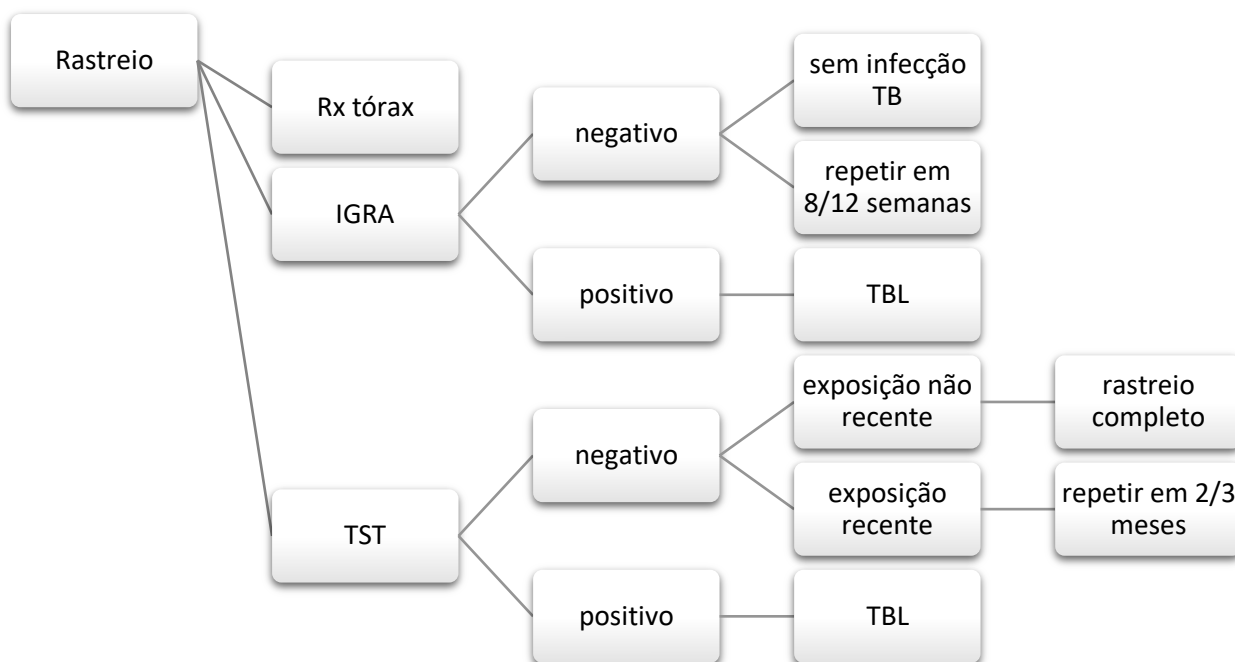 Rastreio
Rx tórax
IGRA
negativo
sem infecção
TB
repetir em
8/12 semanas
positivo
TBL
TST
negativo
exposição não
recente
rastreio
completo
exposição
recente
repetir em 2/3
meses
positivo
TBL